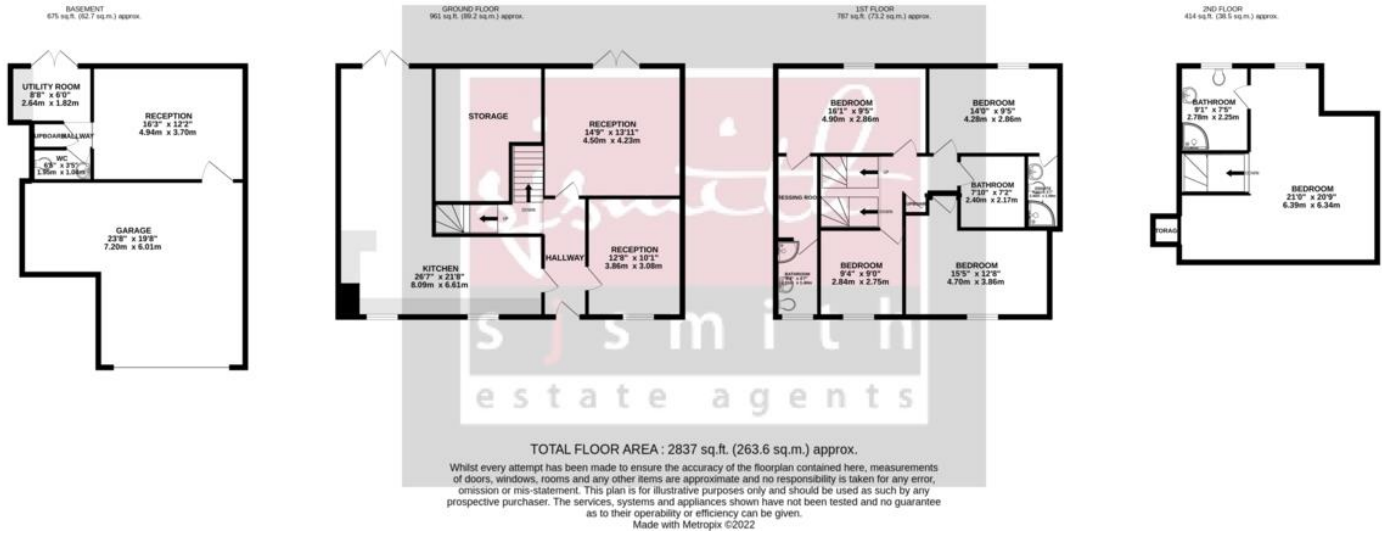 BASEMENT
675 sq.ft. (62.7 sq.m.) approx.
UTILITY ROOM
8'8" x 6'0"
2.64m x 1.82m
RECEPTION
16'3" x 12'2"
4.94m x 3.70m
UPBOARD
HALLWAY
WC
GARAGE
23'8" x 19'8"
7.20m x 6.01m
GROUND FLOOR
961 sq.ft. (89.2 sq.m.) approx.
STORAGE
RECEPTION
14'9" x 13'11"
4.50m x 4.23m
DOWN
UP
HALLWAY
RECEPTION
12'8" x 10'1"
3.86m x 3.08m
KITCHEN
26'7" x 21'8"
8.09m x 6.61m
1ST FLOOR
787 sq.ft. (73.2 sq.m.) approx.
BEDROOM
16'1" x 9'5"
4.90m x 2.86m
BEDROOM
14'0" x 9'5"
4.28m x 2.86m
UP
BATHROOM
7'10" x 7'2"
2.40m x 2.17m
ESSING ROO
DOWN
BEDROOM
9'4" x 9'0"
2.84m x 2.75m
BEDROOM
15'5" x 12'8"
4.70m x 3.86m
BATHROOM
2ND FLOOR
414 sq.ft. (38.5 sq.m.) approx.
BATHROOM
9'1" x 7'5"
2.78m x 2.25m
DOWN
BEDROOM
21'0" x 20'9"
6.39m x 6.34m
TORAG
sjsmith
sjsmith
estate agents
TOTAL FLOOR AREA : 2837 sq.ft. (263.6 sq.m.) approx.
Whilst every attempt has been made to ensure the accuracy of the floorplan contained here, measurements
of doors, windows, rooms and any other items are approximate and no responsibility is taken for any error,
omission or mis-statement. This plan is for illustrative purposes only and should be used as such by any
prospective purchaser. The services, systems and appliances shown have not been tested and no guarantee
as to their operability or efficiency can be given.
Made with Metropix ©2022